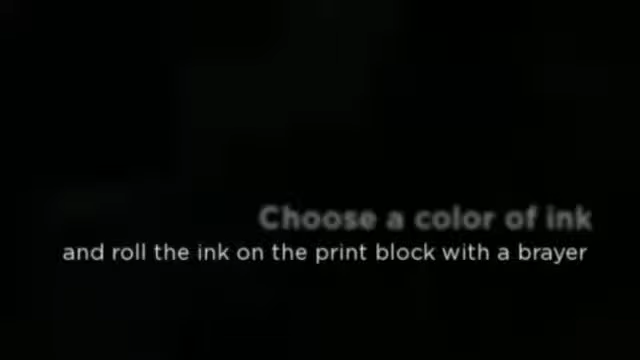 Choose a color of ink
and roll the ink on the print block with a brayer